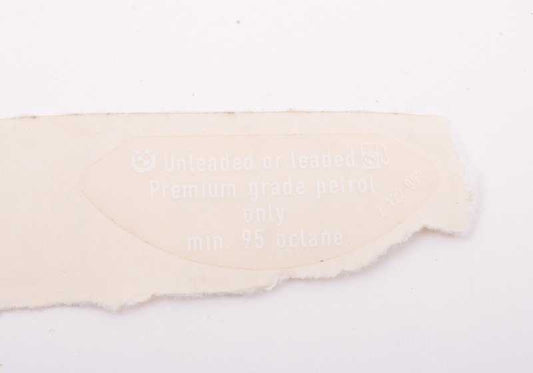 Unleaded or leaded
Premium grade petrol
only
min. 95 octane